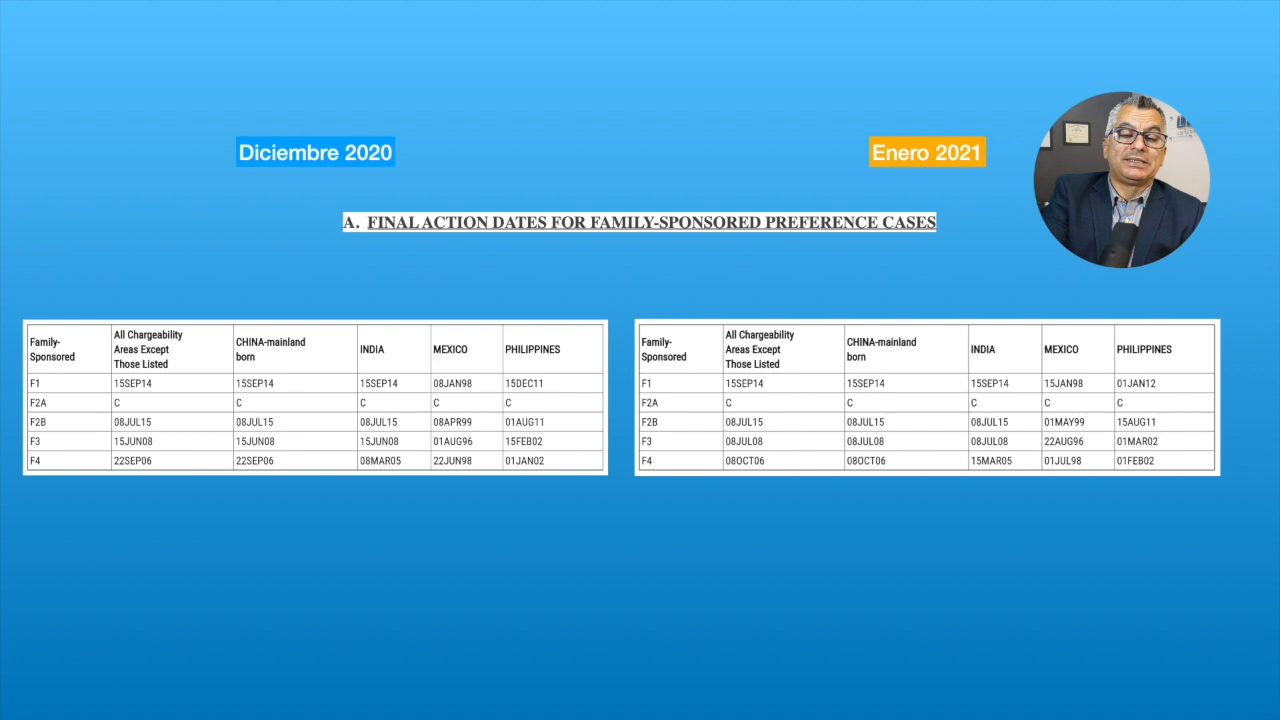 Diciembre 2020
Enero 2021
A. FINAL ACTION DATES FOR FAMILY-SPONSORED PREFERENCE CASES
Family-Sponsored All Chargeability Areas Except Those Listed CHINA-mainland born INDIA MEXICO PHILIPPINES
F1 15SEP14 15SEP14 15SEP14 08JAN98 15DEC11
F2A C C C C C
F2B 08JUL15 08JUL15 08JUL15 08APR99 01AUG11
F3 15JUN08 15JUN08 15JUN08 01AUG96 15FEB02
F4 22SEP06 22SEP06 08MAR05 22JUN98 01JAN02
Family-Sponsored All Chargeability Areas Except Those Listed CHINA-mainland born INDIA MEXICO PHILIPPINES
F1 15SEP14 15SEP14 15SEP14 15JAN98 01JAN12
F2A C C C C C
F2B 08JUL15 08JUL15 08JUL15 01MAY99 15AUG11
F3 08JUL08 08JUL08 08JUL08 22AUG96 01MAR02
F4 08OCT06 08OCT06 15MAR05 01JUL98 01FEB02